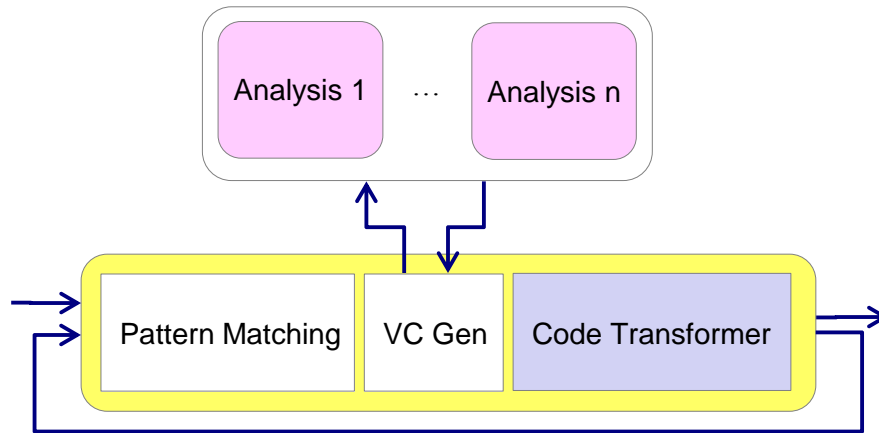 Analysis 1 ... Analysis n
Pattern Matching VC Gen Code Transformer